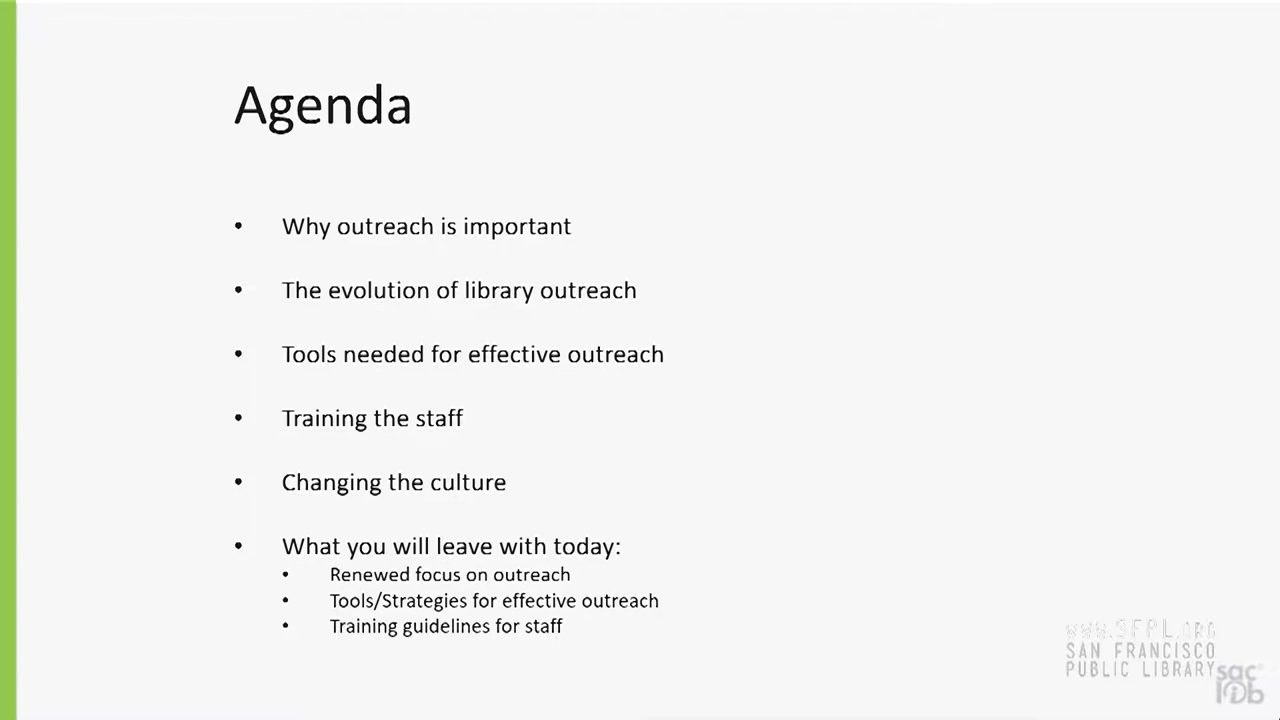 Agenda
• Why outreach is important
• The evolution of library outreach
• Tools needed for effective outreach
• Training the staff
• Changing the culture
• What you will leave with today:
• Renewed focus on outreach
• Tools/Strategies for effective outreach
• Training guidelines for staff
WWW.SFPL.ORG
SAN FRANCISCO
PUBLIC LIBRARY
sac
lib